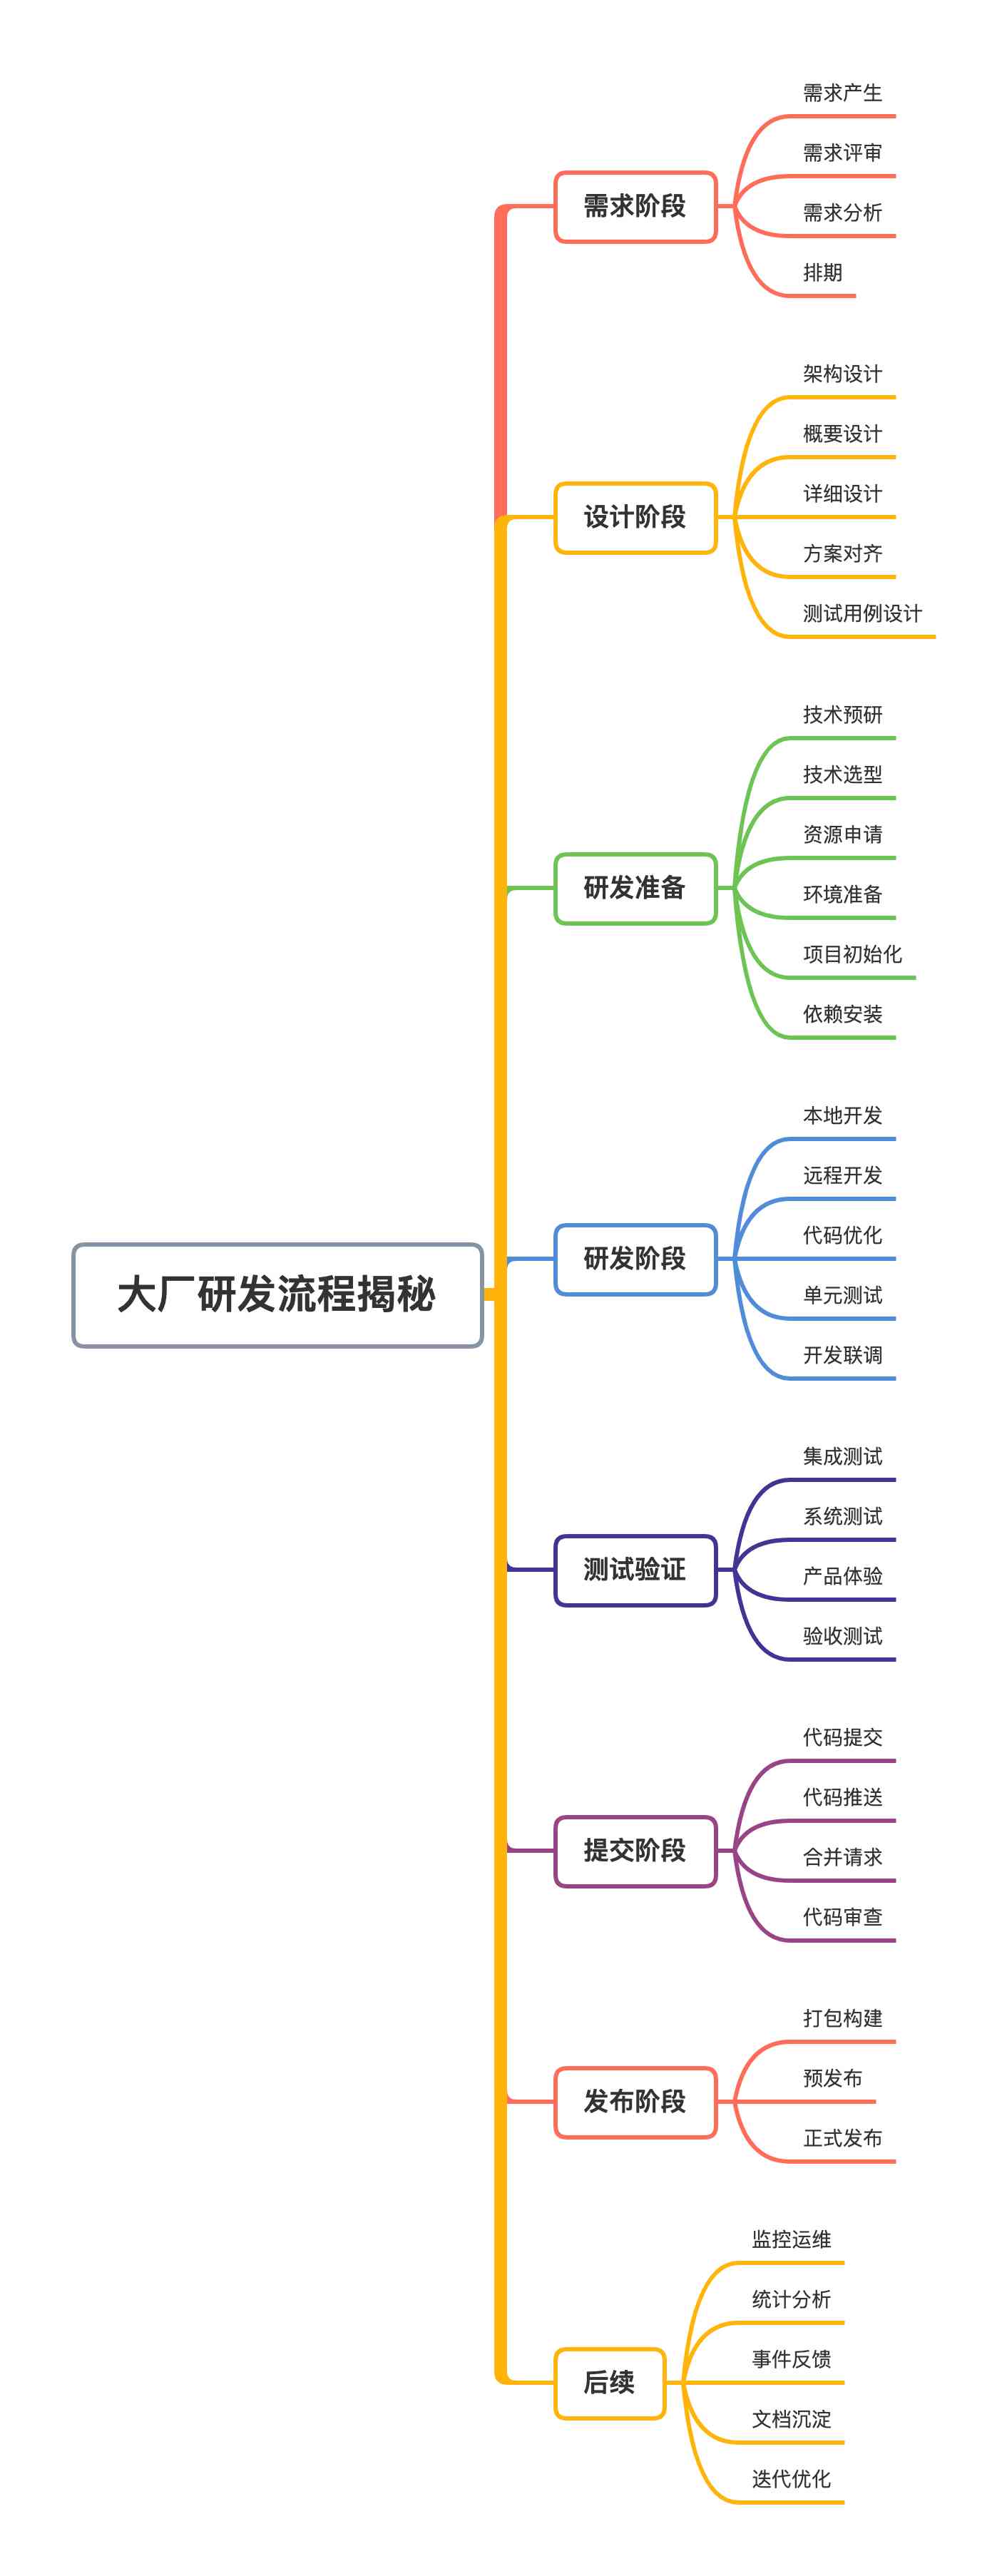 大厂研发流程揭秘
需求阶段
需求产生
需求评审
需求分析
排期
设计阶段
架构设计
概要设计
详细设计
方案对齐
测试用例设计
研发准备
技术预研
技术选型
资源申请
环境准备
项目初始化
依赖安装
研发阶段
本地开发
远程开发
代码优化
单元测试
开发联调
测试验证
集成测试
系统测试
产品体验
验收测试
提交阶段
代码提交
代码推送
合并请求
代码审查
发布阶段
打包构建
预发布
正式发布
后续
监控运维
统计分析
事件反馈
文档沉淀
迭代优化